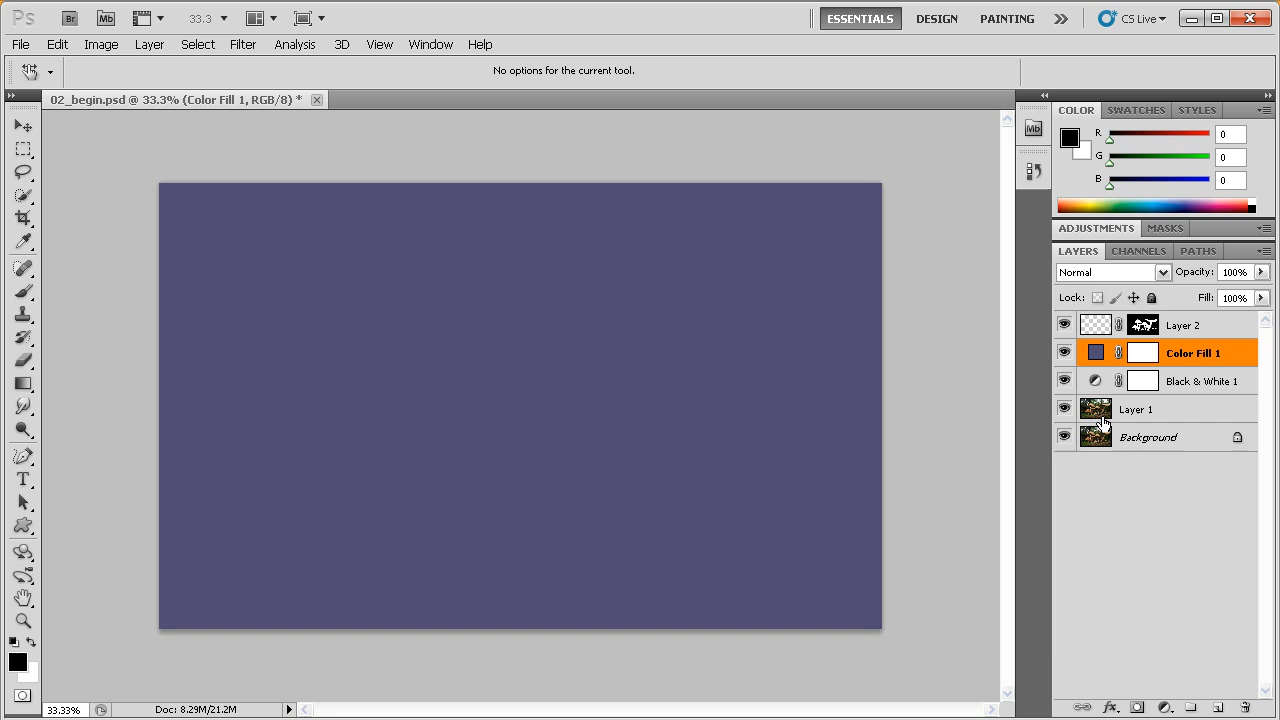 Ps Br Mb 33.3 ESSENTIALS DESIGN PAINTING CS Live
File Edit Image Layer Select Filter Analysis 3D View Window Help
No options for the current tool.
02_begin.psd @ 33.3% (Color Fill 1, RGB/8) *
Mb
COLOR SWATCHES STYLES
R 0
G 0
B 0
ADJUSTMENTS MASKS
LAYERS CHANNELS PATHS
Normal Opacity: 100%
Lock: Fill: 100%
Layer 2
Color Fill 1
Black & White 1
Layer 1
Background
T
33.33% Doc: 8.29M/21.2M
fx